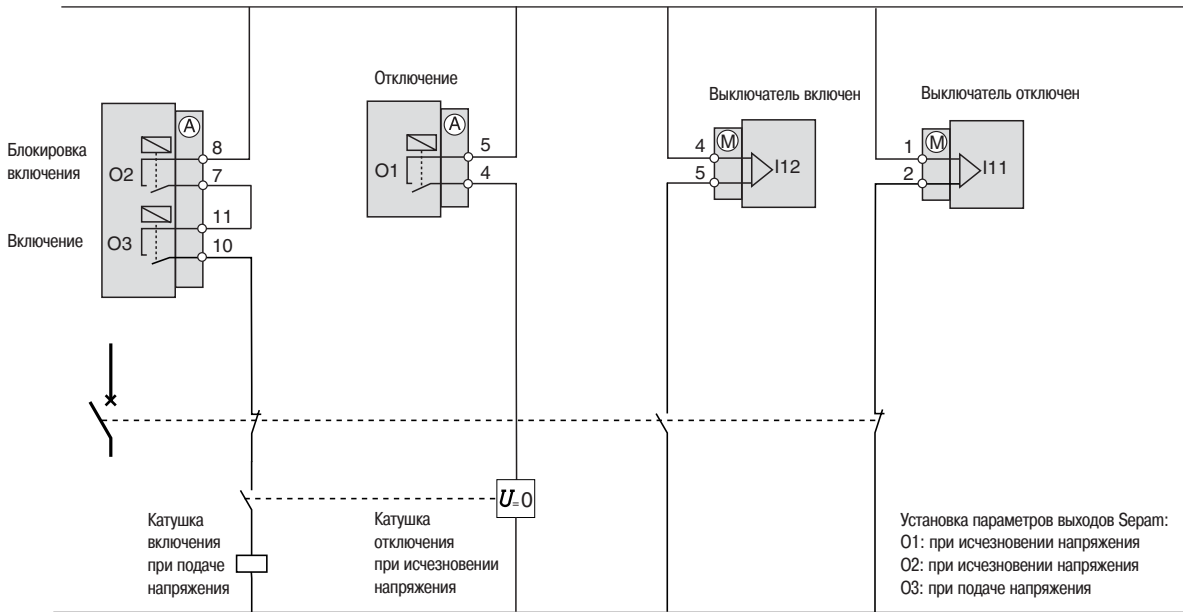 Отключение
Выключатель включен
Выключатель отключен
A
A
M
M
Блокировка
включения
O2
8
7
O1
5
4
4
5
I12
1
2
I11
Включение
O3
11
10
U=0
Катушка
включения
при подаче
напряжения
Катушка
отключения
при исчезновении
напряжения
Установка параметров выходов Sepam:
O1: при исчезновении напряжения
O2: при исчезновении напряжения
O3: при подаче напряжения